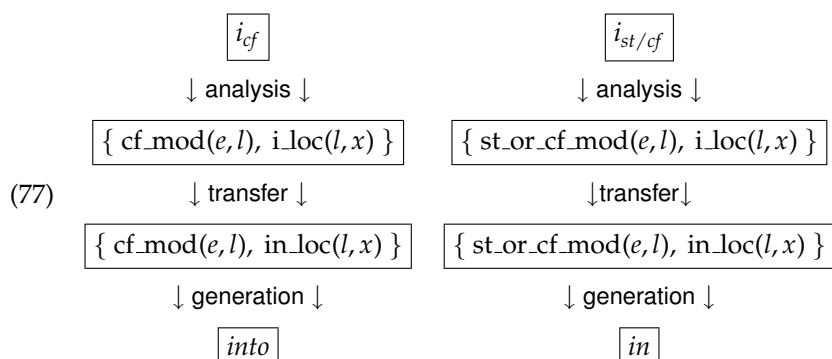 i_cf i_st/cf
↓ analysis ↓ ↓ analysis ↓
{ cf_mod(e, l), i_loc(l, x) } { st_or_cf_mod(e, l), i_loc(l, x) }
(77) ↓ transfer ↓ ↓transfer↓
{ cf_mod(e, l), in_loc(l, x) } { st_or_cf_mod(e, l), in_loc(l, x) }
↓ generation ↓ ↓ generation ↓
into in